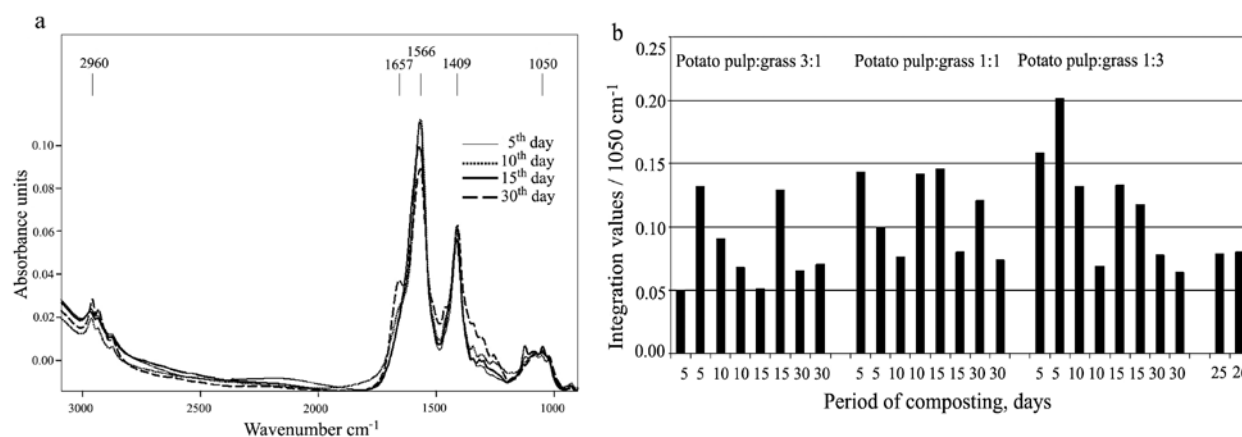 a
2960
1657
1566
1409
1050
5th day
10th day
15th day
30th day
0.10
0.08
0.06
0.04
0.02
0.00
Absorbance units
3000 2500 2000 1500 1000
Wavenumber cm-1
b
0.25
0.20
0.15
0.10
0.05
0.00
Integration values / 1050 cm-1
Potato pulp:grass 3:1 Potato pulp:grass 1:1 Potato pulp:grass 1:3
5 5 10 10 15 15 30 30 5 5 10 10 15 15 30 30 5 5 10 10 15 15 30 30 25
Period of composting, days